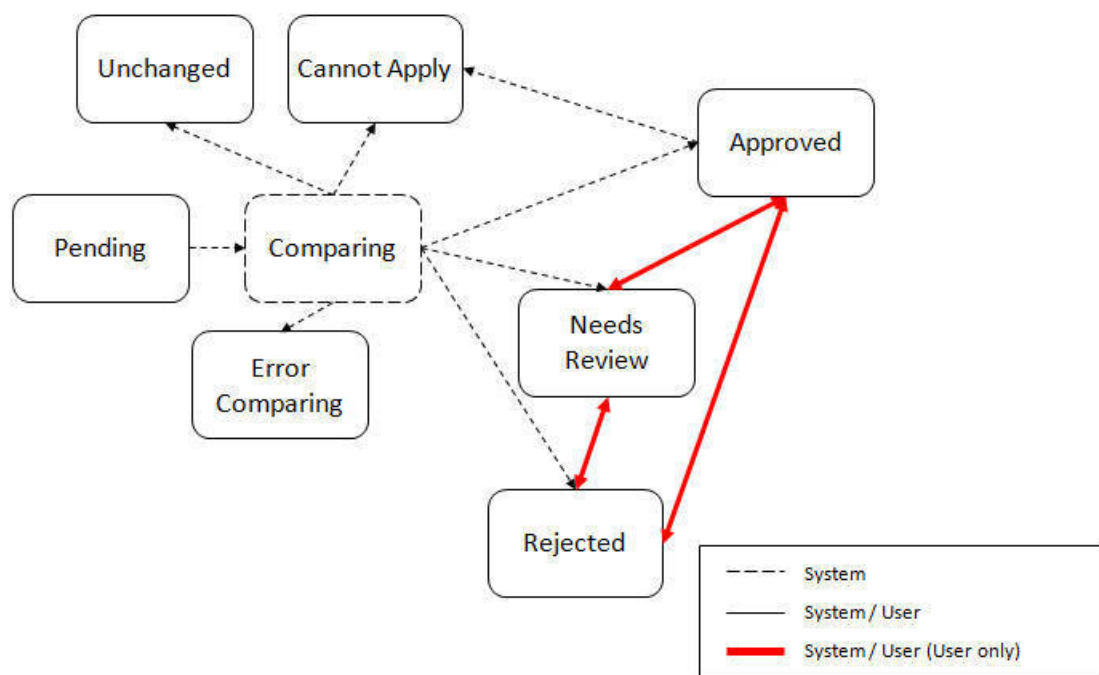 Unchanged
Cannot Apply
Approved
Pending
Comparing
Needs
Review
Error
Comparing
Rejected
System
System / User
System / User (User only)